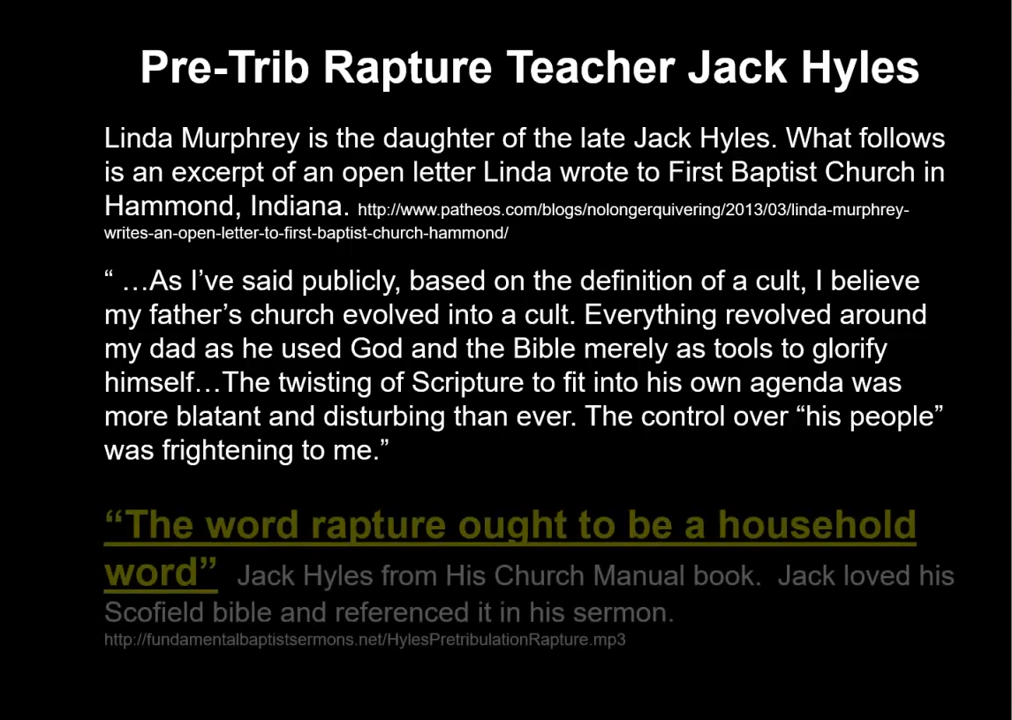 Pre-Trib Rapture Teacher Jack Hyles
Linda Murphrey is the daughter of the late Jack Hyles. What follows
is an excerpt of an open letter Linda wrote to First Baptist Church in
Hammond, Indiana. http://www.patheos.com/blogs/nolongerquivering/2013/03/linda-murphrey-
writes-an-open-letter-to-first-baptist-church-hammond/
“ …As I’ve said publicly, based on the definition of a cult, I believe
my father’s church evolved into a cult. Everything revolved around
my dad as he used God and the Bible merely as tools to glorify
himself…The twisting of Scripture to fit into his own agenda was
more blatant and disturbing than ever. The control over “his people”
was frightening to me.”
“The word rapture ought to be a household
word” Jack Hyles from His Church Manual book. Jack loved his
Scofield bible and referenced it in his sermon.
http://fundamentalbaptistsermons.net/HylesPretribulationRapture.mp3